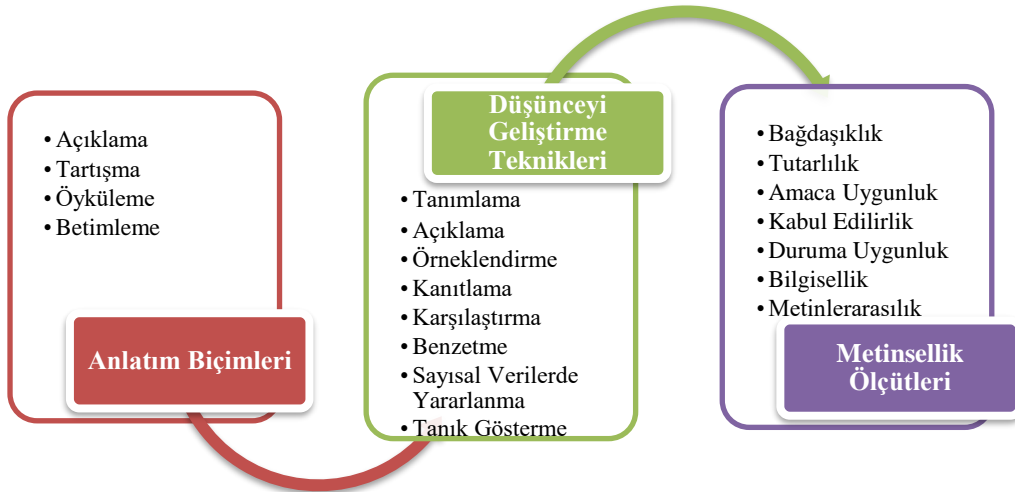 • Açıklama
• Tartışma
• Öyküleme
• Betimleme
Anlatım Biçimleri
Düşünceyi
Geliştirme
Teknikleri
• Tanımlama
• Açıklama
• Örneklendirme
• Kanıtlama
• Karşılaştırma
• Benzetme
• Sayısal Verilerde
Yararlanma
• Tanık Gösterme
• Bağdaşıklık
• Tutarlılık
• Amaca Uygunluk
• Kabul Edilirlik
• Duruma Uygunluk
• Bilgisellik
• Metinlerarasılık
Metinsellik
Ölçütleri